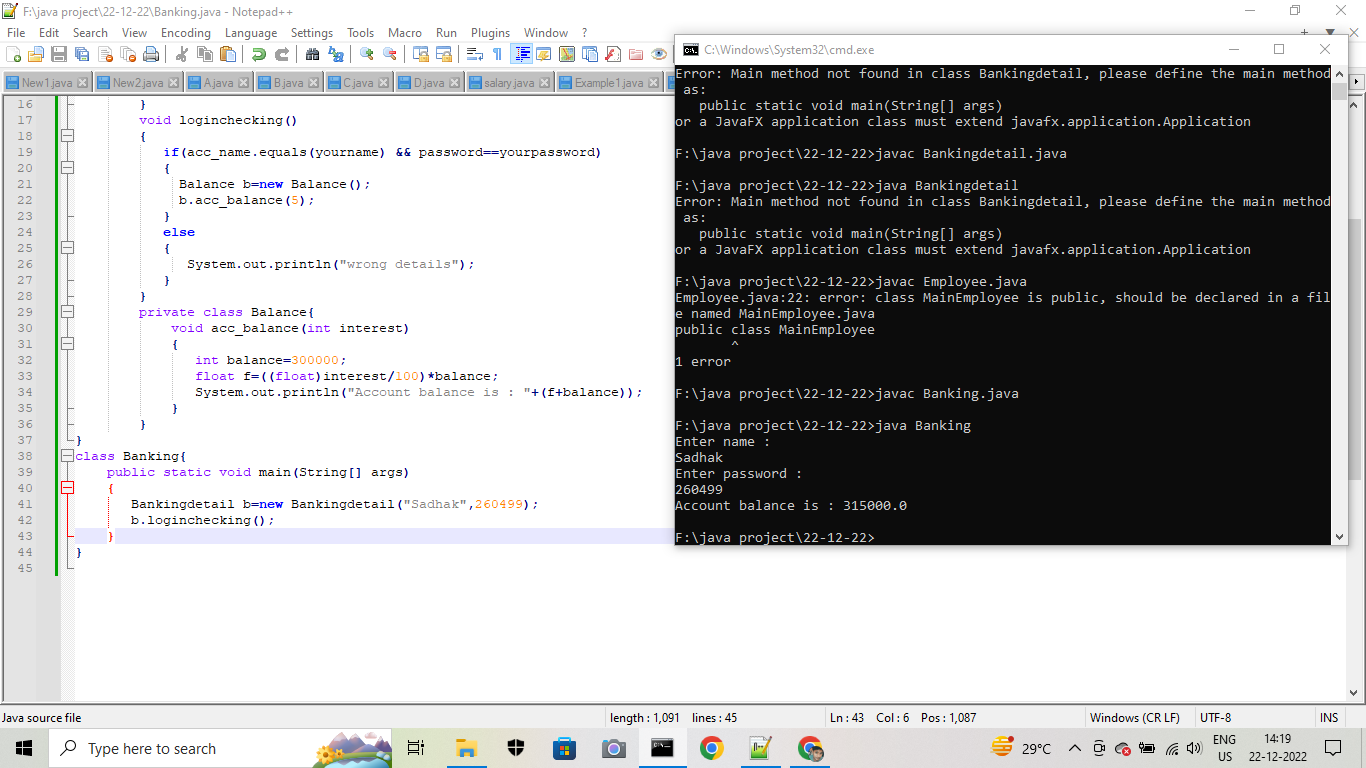 F:\java project\22-12-22\Banking.java - Notepad++
File Edit Search View Encoding Language Settings Tools Macro Run Plugins Window ?
New1.java New2.java A.java B.java C.java D.java salary.java Example1.java
16 }
17 void loginchecking()
18 {
19 if(acc_name.equals(yourname) && password==yourpassword)
20 {
21 Balance b=new Balance();
22 b.acc_balance(5);
23 }
24 else
25 {
26 System.out.println("wrong details");
27 }
28 }
29 private class Balance{
30 void acc_balance(int interest)
31 {
32 int balance=300000;
33 float f=((float)interest/100)*balance;
34 System.out.println("Account balance is : "+(f+balance));
35 }
36 }
37 }
38 class Banking{
39 public static void main(String[] args)
40 {
41 Bankingdetail b=new Bankingdetail("Sadhak",260499);
42 b.loginchecking();
43 }
44 }
45
C:\Windows\System32\cmd.exe
Error: Main method not found in class Bankingdetail, please define the main method
as:
public static void main(String[] args)
or a JavaFX application class must extend javafx.application.Application
F:\java project\22-12-22>javac Bankingdetail.java
F:\java project\22-12-22>java Bankingdetail
Error: Main method not found in class Bankingdetail, please define the main method
as:
public static void main(String[] args)
or a JavaFX application class must extend javafx.application.Application
F:\java project\22-12-22>javac Employee.java
Employee.java:22: error: class MainEmployee is public, should be declared in a fil
e named MainEmployee.java
public class MainEmployee
^
1 error
F:\java project\22-12-22>javac Banking.java
F:\java project\22-12-22>java Banking
Enter name :
Sadhak
Enter password :
260499
Account balance is : 315000.0
F:\java project\22-12-22>
Java source file length : 1,091 lines : 45 Ln : 43 Col : 6 Pos : 1,087 Windows (CR LF) UTF-8 INS
Type here to search 29°C ENG US 14:19 22-12-2022